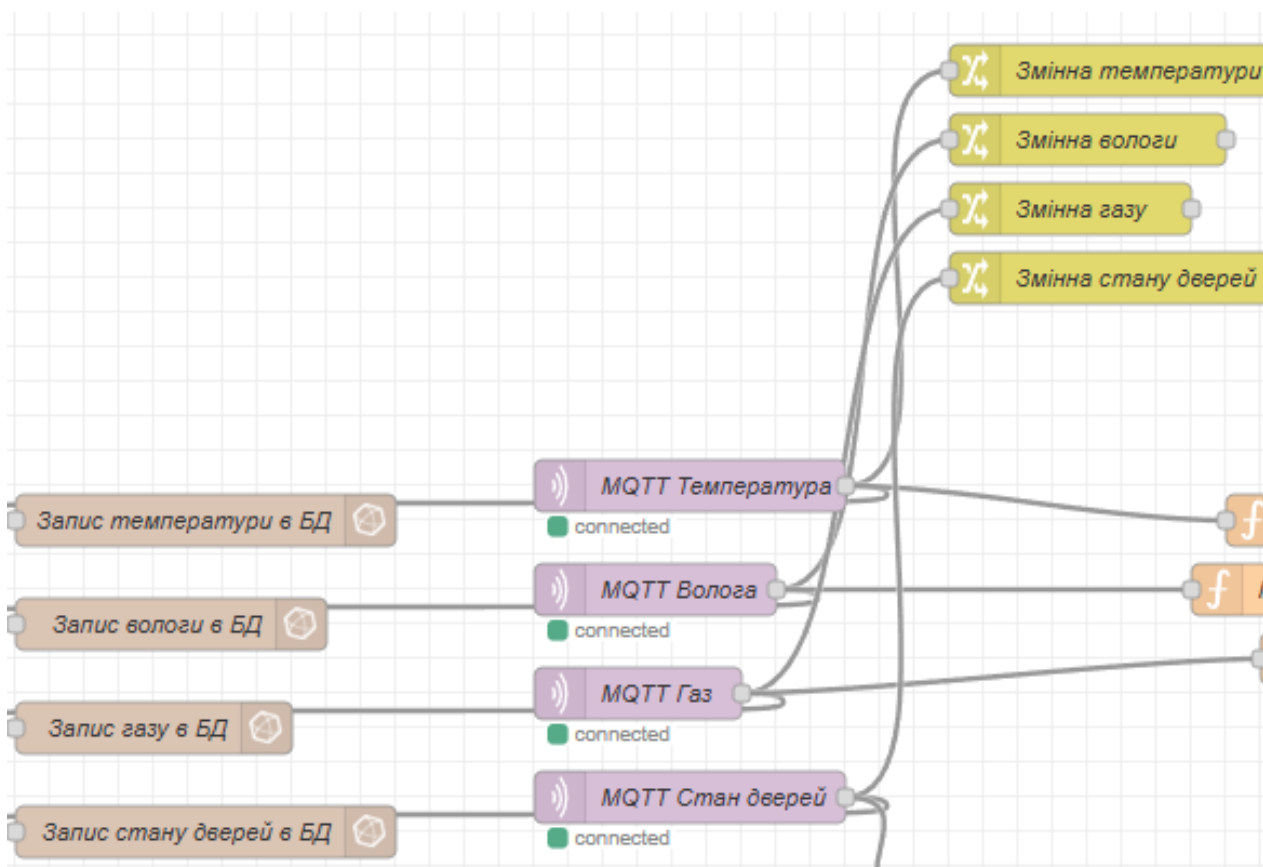 Змінна температури
Змінна вологи
Змінна газу
Змінна стану дверей
MQTT Температура
connected
Запис температури в БД
MQTT Волога
connected
Запис вологи в БД
MQTT Газ
connected
Запис газу в БД
MQTT Стан дверей
connected
Запис стану дверей в БД